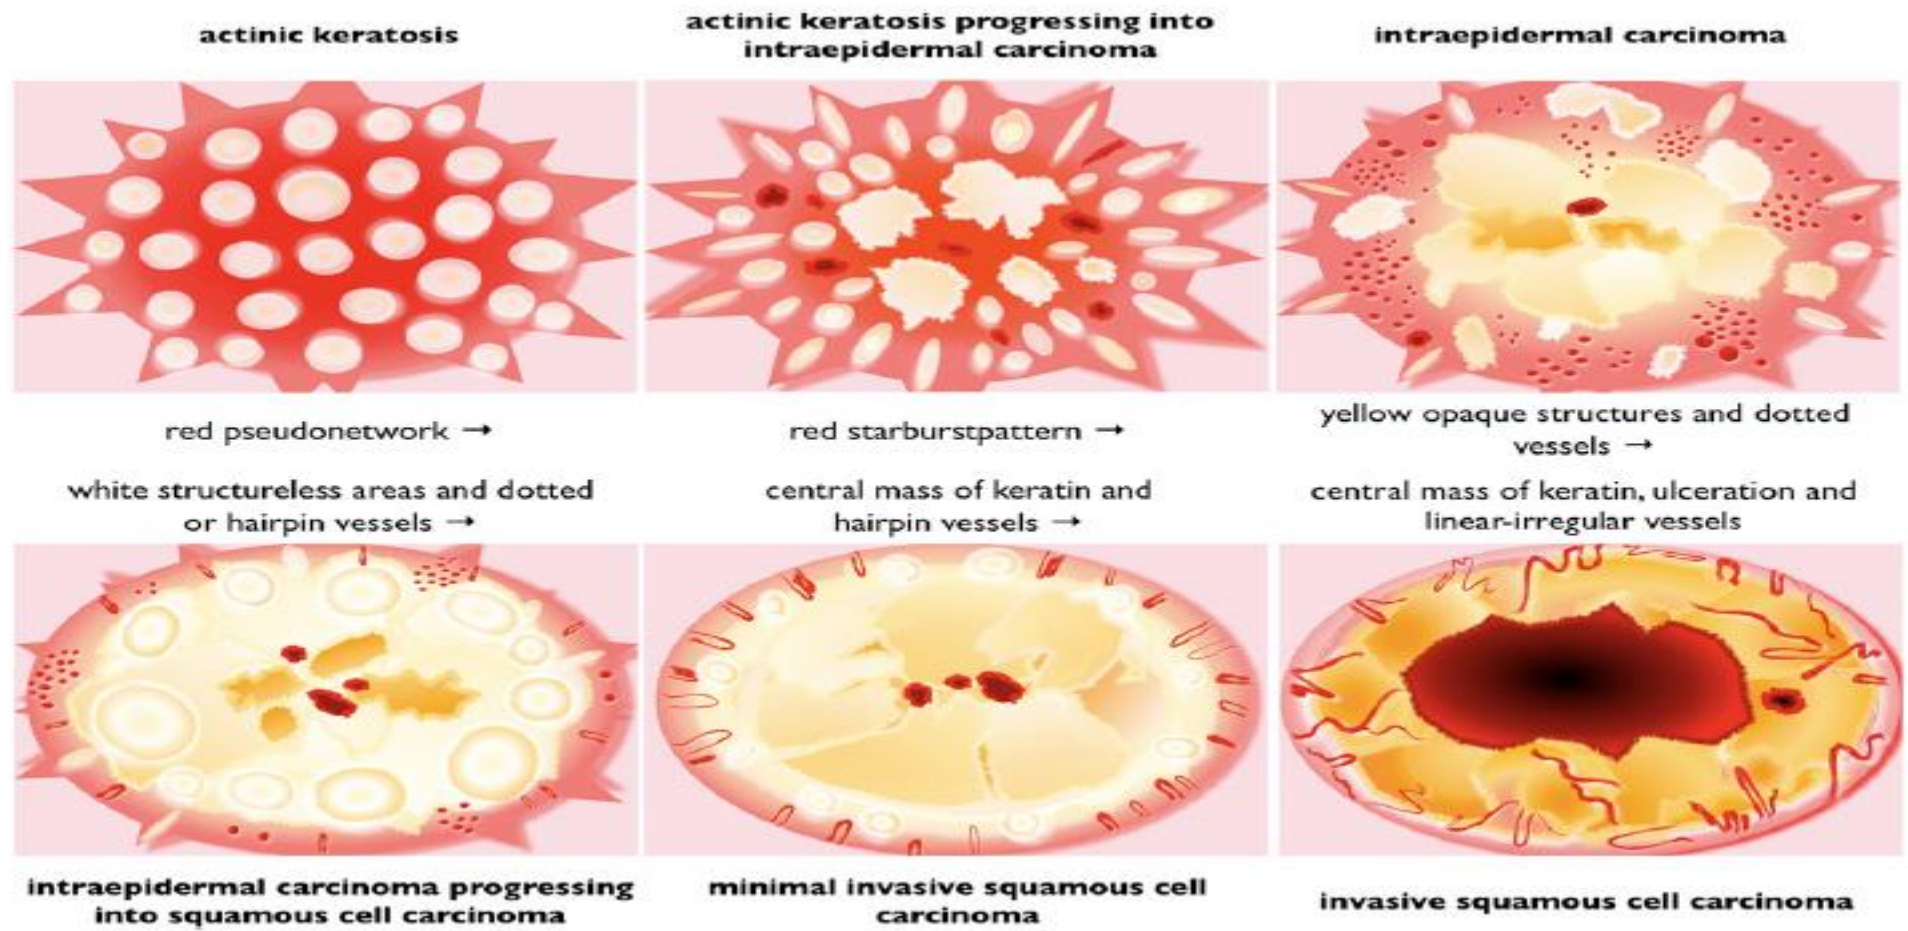 actinic keratosis
actinic keratosis progressing into
intraepidermal carcinoma
intraepidermal carcinoma
red pseudonetwork →
red starburstpattern →
yellow opaque structures and dotted
vessels →
white structureless areas and dotted
or hairpin vessels →
central mass of keratin and
hairpin vessels →
central mass of keratin, ulceration and
linear-irregular vessels
intraepidermal carcinoma progressing
into squamous cell carcinoma
minimal invasive squamous cell
carcinoma
invasive squamous cell carcinoma